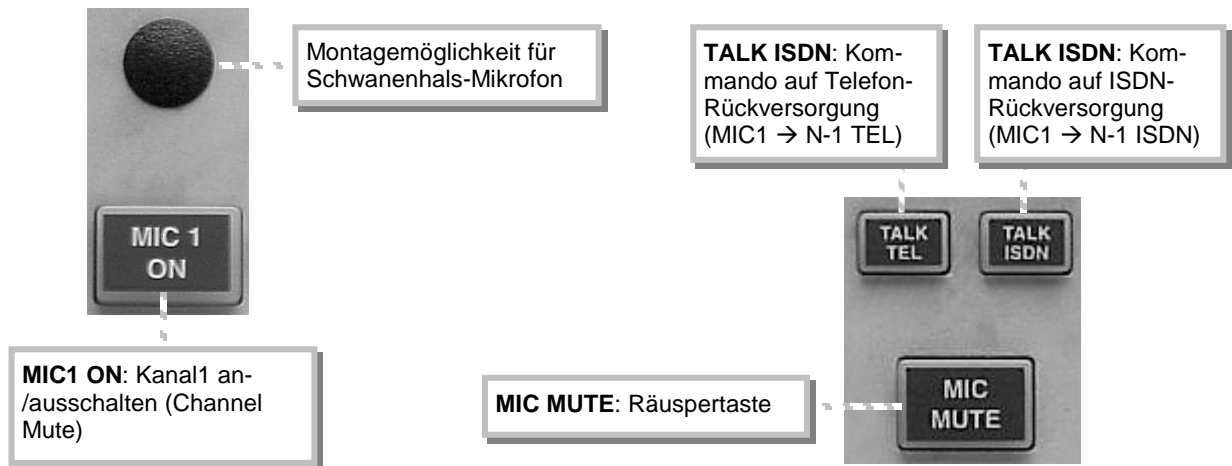 Montagemöglichkeit für
Schwanenhals-Mikrofon
MIC 1
ON
MIC1 ON: Kanal1 an-
/ausschalten (Channel
Mute)
TALK ISDN: Kom-
mando auf Telefon-
Rückversorgung
(MIC1 → N-1 TEL)
TALK ISDN: Kom-
mando auf ISDN-
Rückversorgung
(MIC1 → N-1 ISDN)
TALK
TEL
TALK
ISDN
MIC MUTE: Räuspertaste
MIC
MUTE